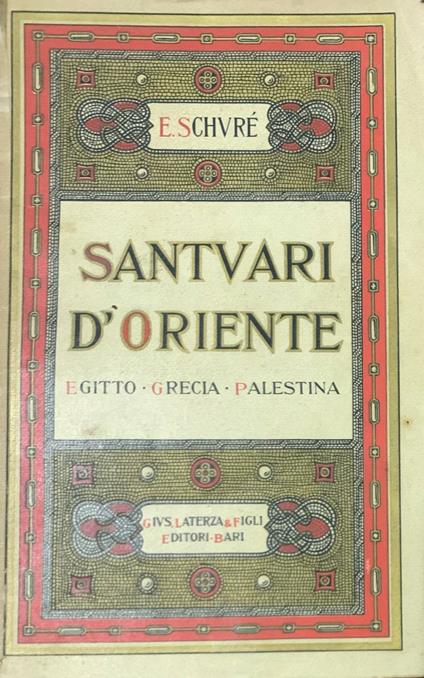 E. SCHVRÉ
SANTVARI
D'ORIENTE
EGITTO · GRECIA · PALESTINA
GIVS. LATERZA & FIGLI
EDITORI · BARI